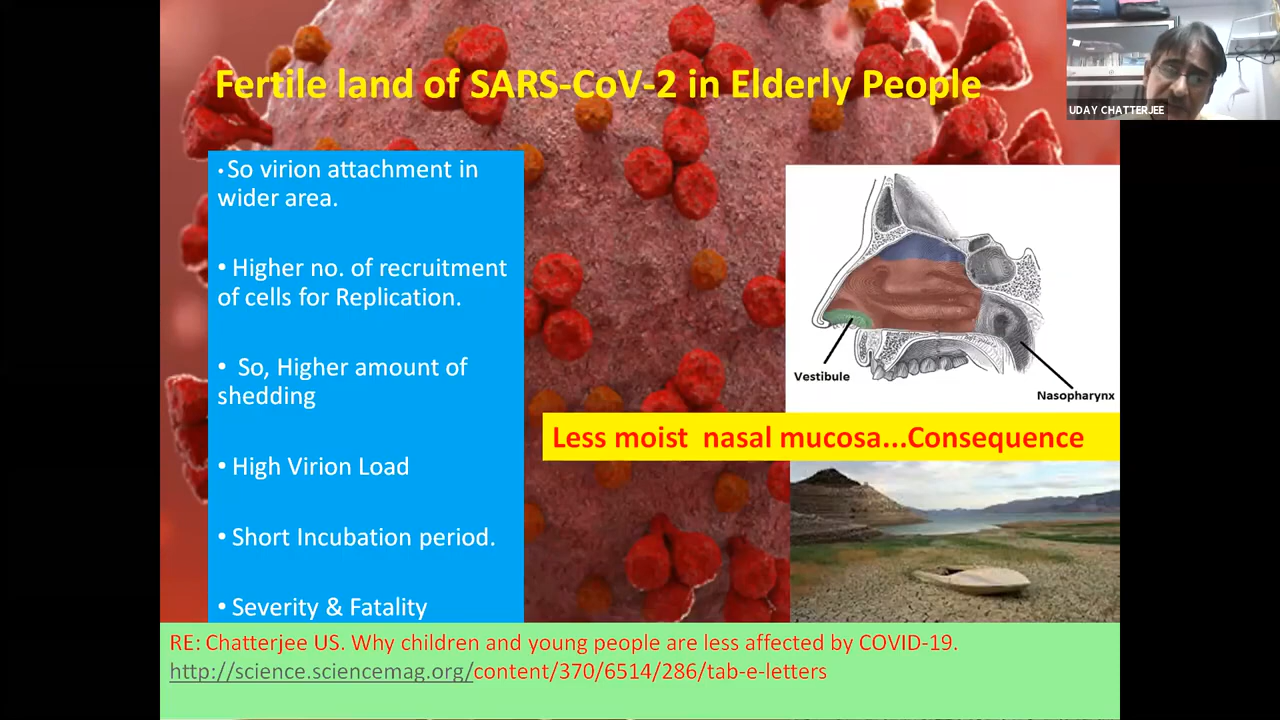 Fertile land of SARS-CoV-2 in Elderly People
UDAY CHATTERJEE
•So virion attachment in
wider area.
• Higher no. of recruitment
of cells for Replication.
• So, Higher amount of
shedding
• High Virion Load
• Short Incubation period.
• Severity & Fatality
Vestibule
Nasopharynx
Less moist nasal mucosa...Consequence
RE: Chatterjee US. Why children and young people are less affected by COVID-19.
http://science.sciencemag.org/content/370/6514/286/tab-e-letters